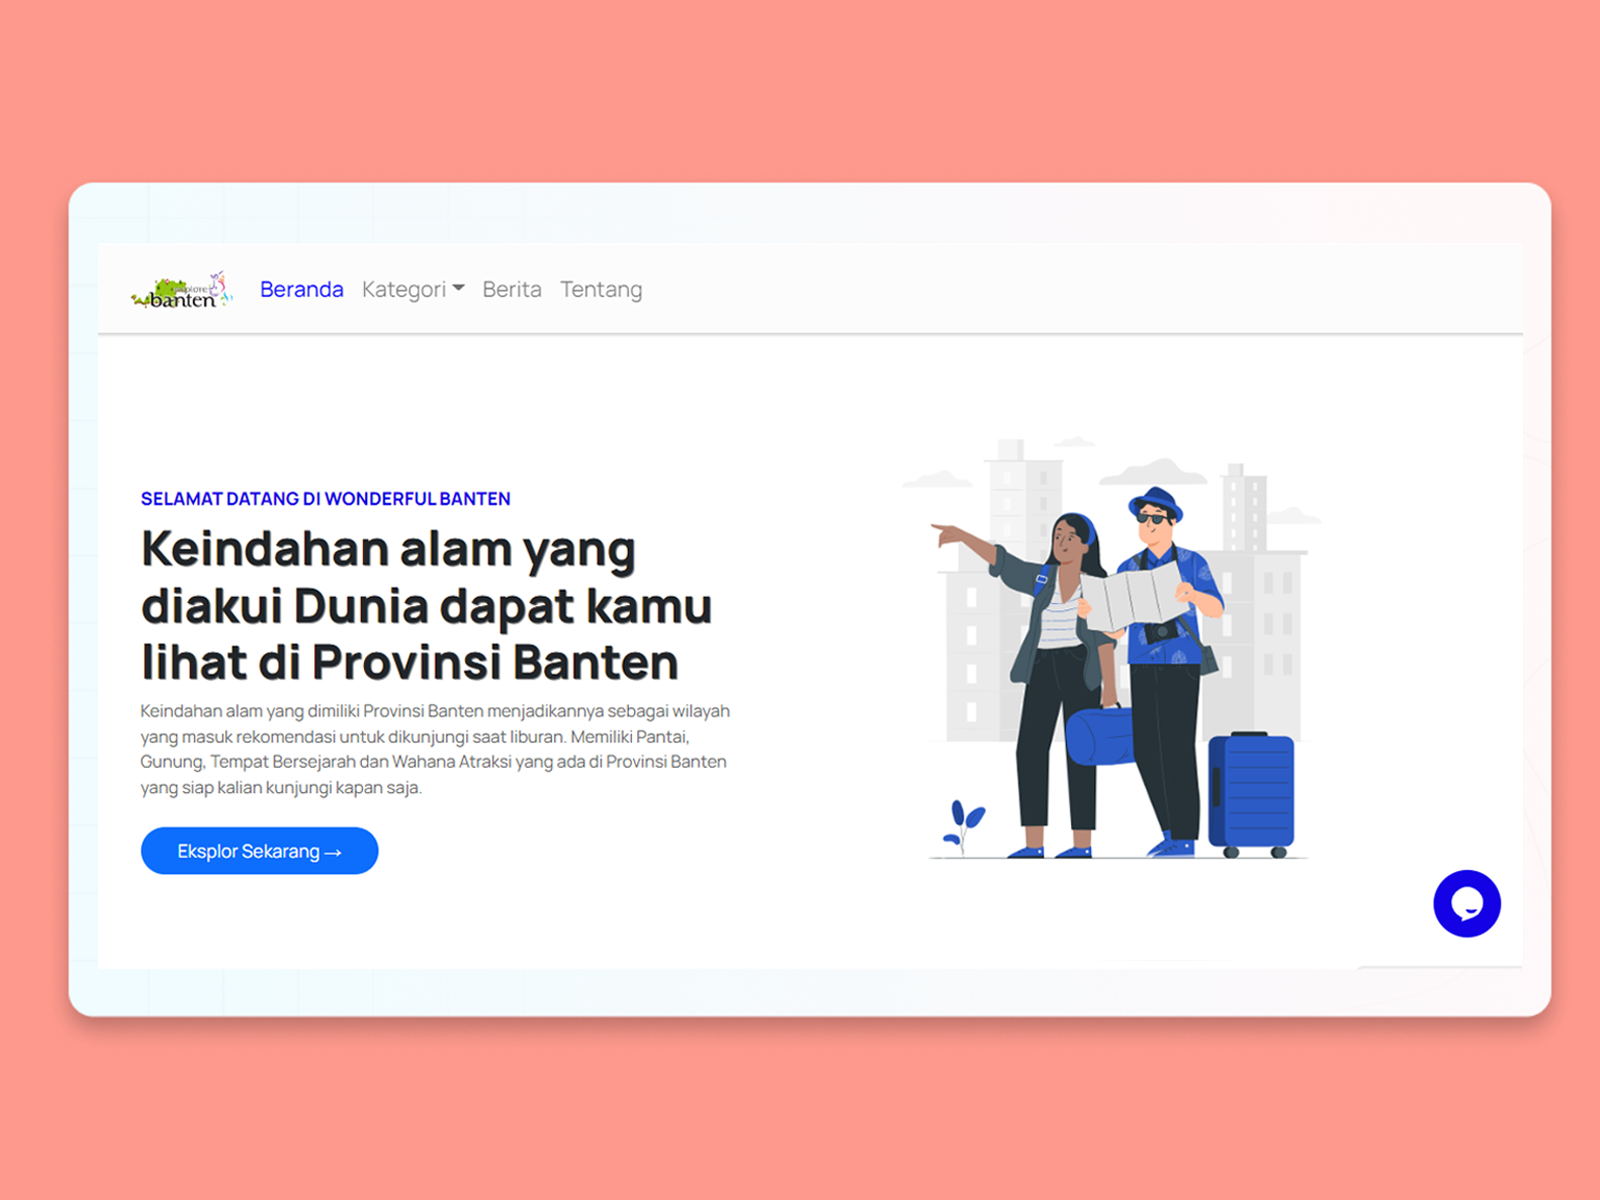 explore
banten
Beranda Kategori Berita Tentang
SELAMAT DATANG DI WONDERFUL BANTEN
Keindahan alam yang
diakui Dunia dapat kamu
lihat di Provinsi Banten
Keindahan alam yang dimiliki Provinsi Banten menjadikannya sebagai wilayah
yang masuk rekomendasi untuk dikunjungi saat liburan. Memiliki Pantai,
Gunung, Tempat Bersejarah dan Wahana Atraksi yang ada di Provinsi Banten
yang siap kalian kunjungi kapan saja.
Eksplor Sekarang →